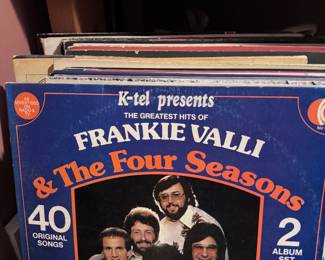 K-tel presents
THE GREATEST HITS OF
FRANKIE VALLI
& The Four Seasons
40
ORIGINAL
SONGS
2
ALBUM
SET